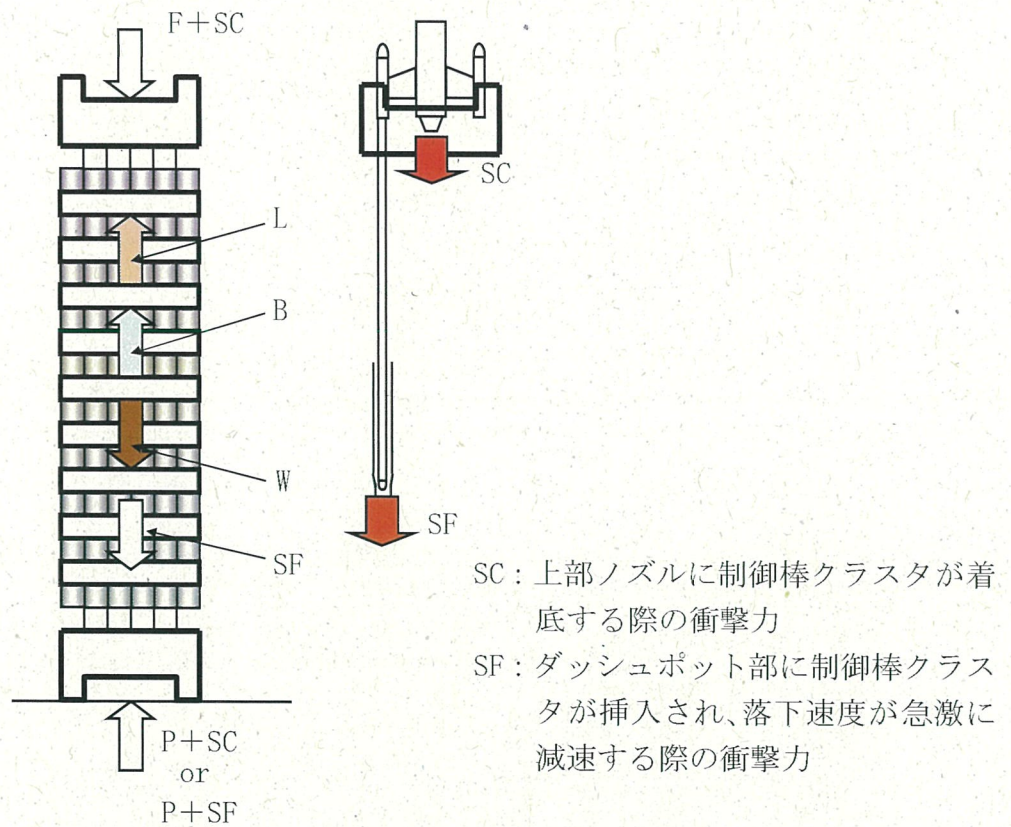 F+SC
SC
L
B
W
SF
SF
SC:上部ノズルに制御棒クラスタが着
底する際の衝撃力
SF:ダッシュポット部に制御棒クラス
タが挿入され、落下速度が急激に
減速する際の衝撃力
P+SC
or
P+SF